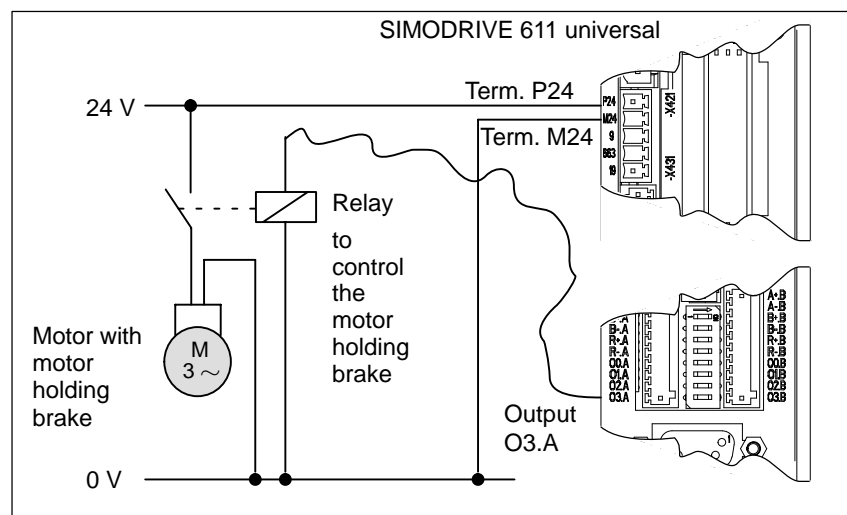 SIMODRIVE 611 universal
24 V
Term. P24
Term. M24
P24
M24
9
663
19
-X421
-X431
Relay
to
control
the
motor
holding
brake
Motor with
motor
holding
brake
M
3 ~
Output
O3.A
B-.A
R+.A
R-.A
O0.A
O1.A
O2.A
O3.A
A+.B
A-.B
B+.B
B-.B
R+.B
R-.B
O0.B
O1.B
O2.B
O3.B
0 V